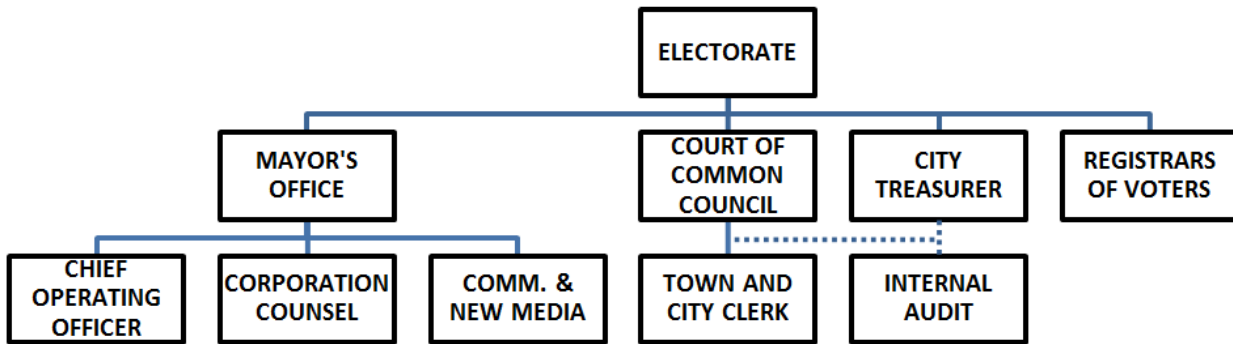 ELECTORATE
MAYOR'S
OFFICE
COURT OF
COMMON
COUNCIL
CITY
TREASURER
REGISTRARS
OF VOTERS
CHIEF
OPERATING
OFFICER
CORPORATION
COUNSEL
COMM. &
NEW MEDIA
TOWN AND
CITY CLERK
INTERNAL
AUDIT